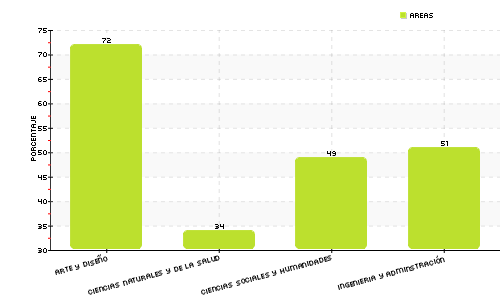 AREAS
PORCENTAJE
75
70
65
60
55
50
45
40
35
30
72
34
49
51
ARTE Y DISEÑO
CIENCIAS NATURALES Y DE LA SALUD
CIENCIAS SOCIALES Y HUMANIDADES
INGENIERIA Y ADMINSTRACIÓN